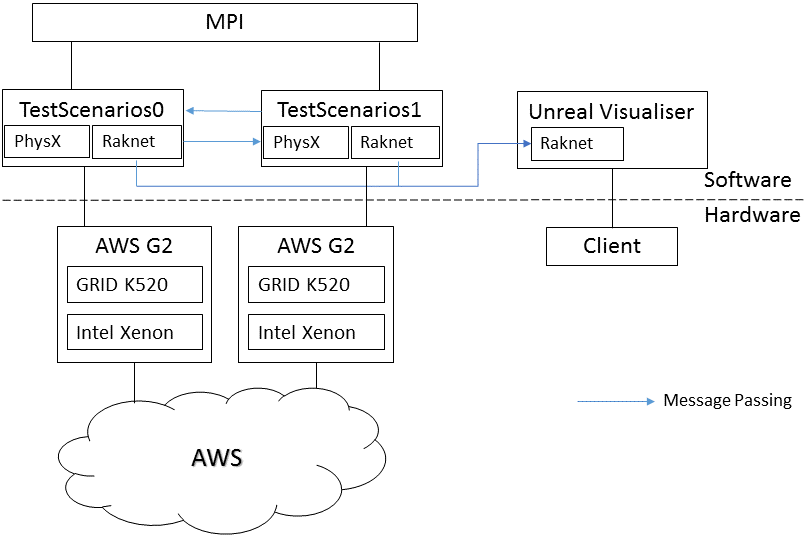 MPI
TestScenarios0
PhysX
Raknet
TestScenarios1
PhysX
Raknet
Unreal Visualiser
Raknet
Software
Hardware
AWS G2
GRID K520
Intel Xenon
AWS G2
GRID K520
Intel Xenon
Client
Message Passing
AWS